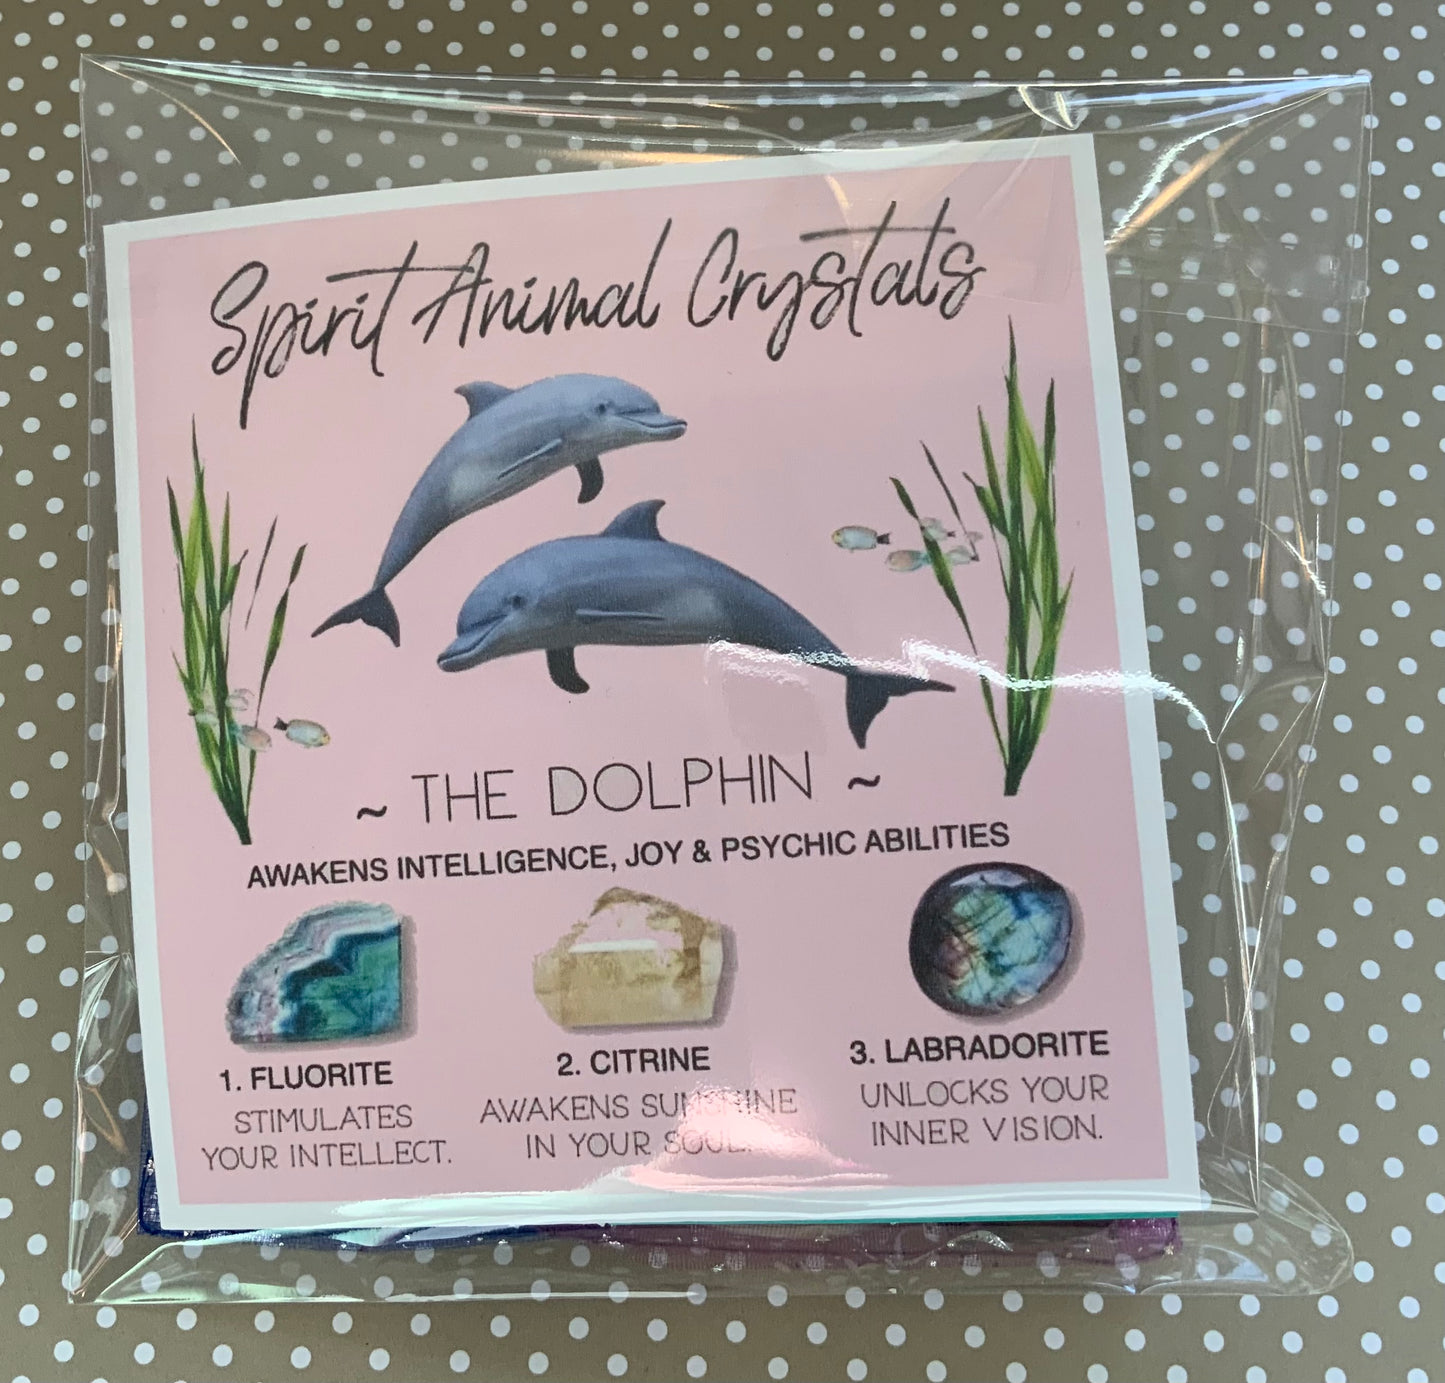 Spirit Animal Crystals
~ THE DOLPHIN ~
AWAKENS INTELLIGENCE, JOY & PSYCHIC ABILITIES
1. FLUORITE
STIMULATES
YOUR INTELLECT.
2. CITRINE
AWAKENS SUNSHINE
IN YOUR SOUL.
3. LABRADORITE
UNLOCKS YOUR
INNER VISION.